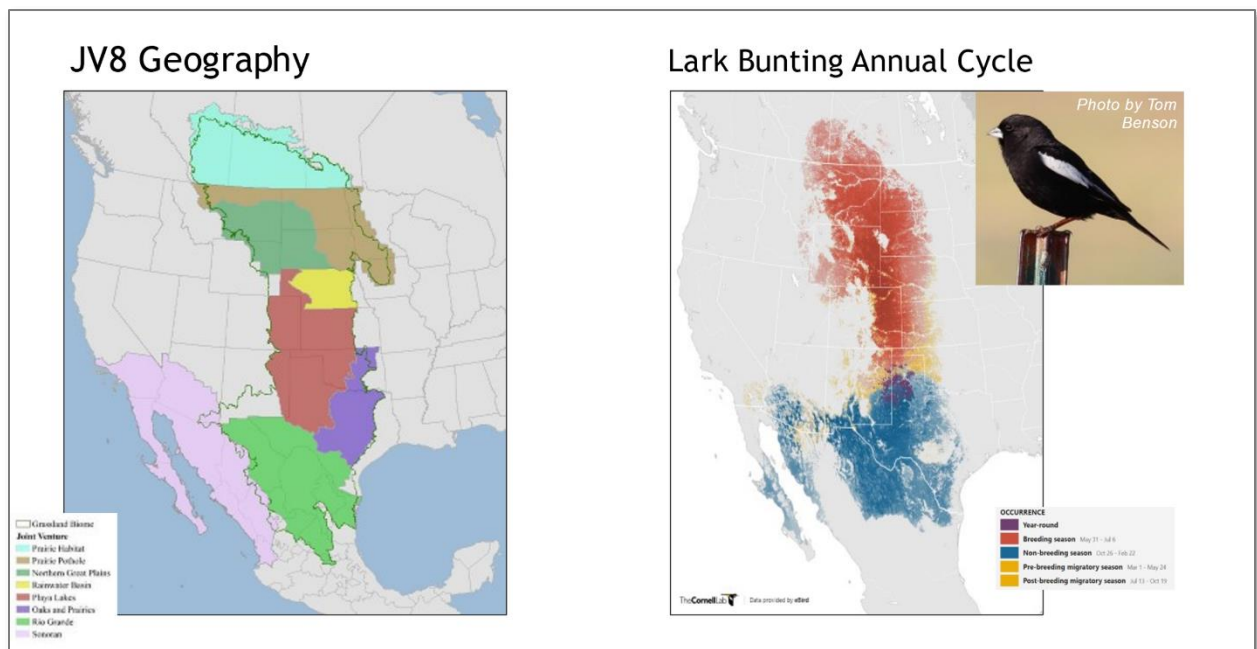 JV8 Geography
Lark Bunting Annual Cycle
Photo by Tom
Benson
Grassland Biome
Joint Venture
Prairie Habitat
Prairie Pothole
Northern Great Plains
Rainwater Basin
Playa Lakes
Oaks and Prairies
Rio Grande
Sonoran
OCCURRENCE
Year-round
Breeding season May 31 - Jul 6
Non-breeding season Oct 26 - Feb 22
Pre-breeding migratory season Mar 1 - May 24
Post-breeding migratory season Jul 13 - Oct 19
TheCornellLab Data provided by eBird